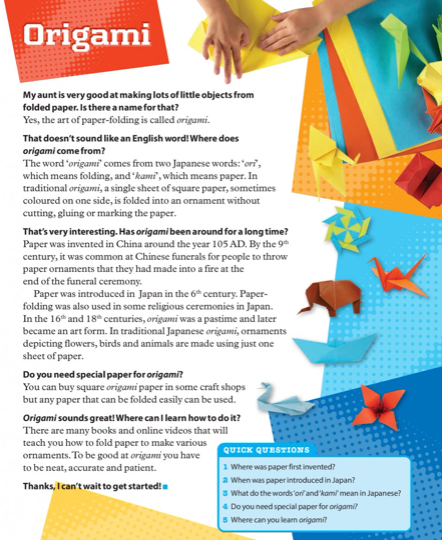 Origami
My aunt is very good at making lots of little objects from
folded paper. Is there a name for that?
Yes, the art of paper-folding is called origami.
That doesn't sound like an English word! Where does
origami come from?
The word 'origami' comes from two Japanese words: 'ori',
which means folding, and 'kami', which means paper. In
traditional origami, a single sheet of square paper, sometimes
coloured on one side, is folded into an ornament without
cutting, gluing or marking the paper.
That's very interesting. Has origami been around for a long time?
Paper was invented in China around the year 105 AD. By the 9th
century, it was common at Chinese funerals for people to throw
paper ornaments that they had made into a fire at the
end of the funeral ceremony.
Paper was introduced in Japan in the 6th century. Paper-
folding was also used in some religious ceremonies in Japan.
In the 16th and 18th centuries, origami was a pastime and later
became an art form. In traditional Japanese origami, ornaments
depicting flowers, birds and animals are made using just one
sheet of paper.
Do you need special paper for origami?
You can buy square origami paper in some craft shops
but any paper that can be folded easily can be used.
Origami sounds great! Where can I learn how to do it?
There are many books and online videos that will
teach you how to fold paper to make various
ornaments. To be good at origami you have
to be neat, accurate and patient.
Thanks, I can't wait to get started!
QUICK QUESTIONS
1 Where was paper first invented?
2 When was paper introduced in Japan?
3 What do the words 'ori' and 'kami' mean in Japanese?
4 Do you need special paper for origami?
5 Where can you learn origami?